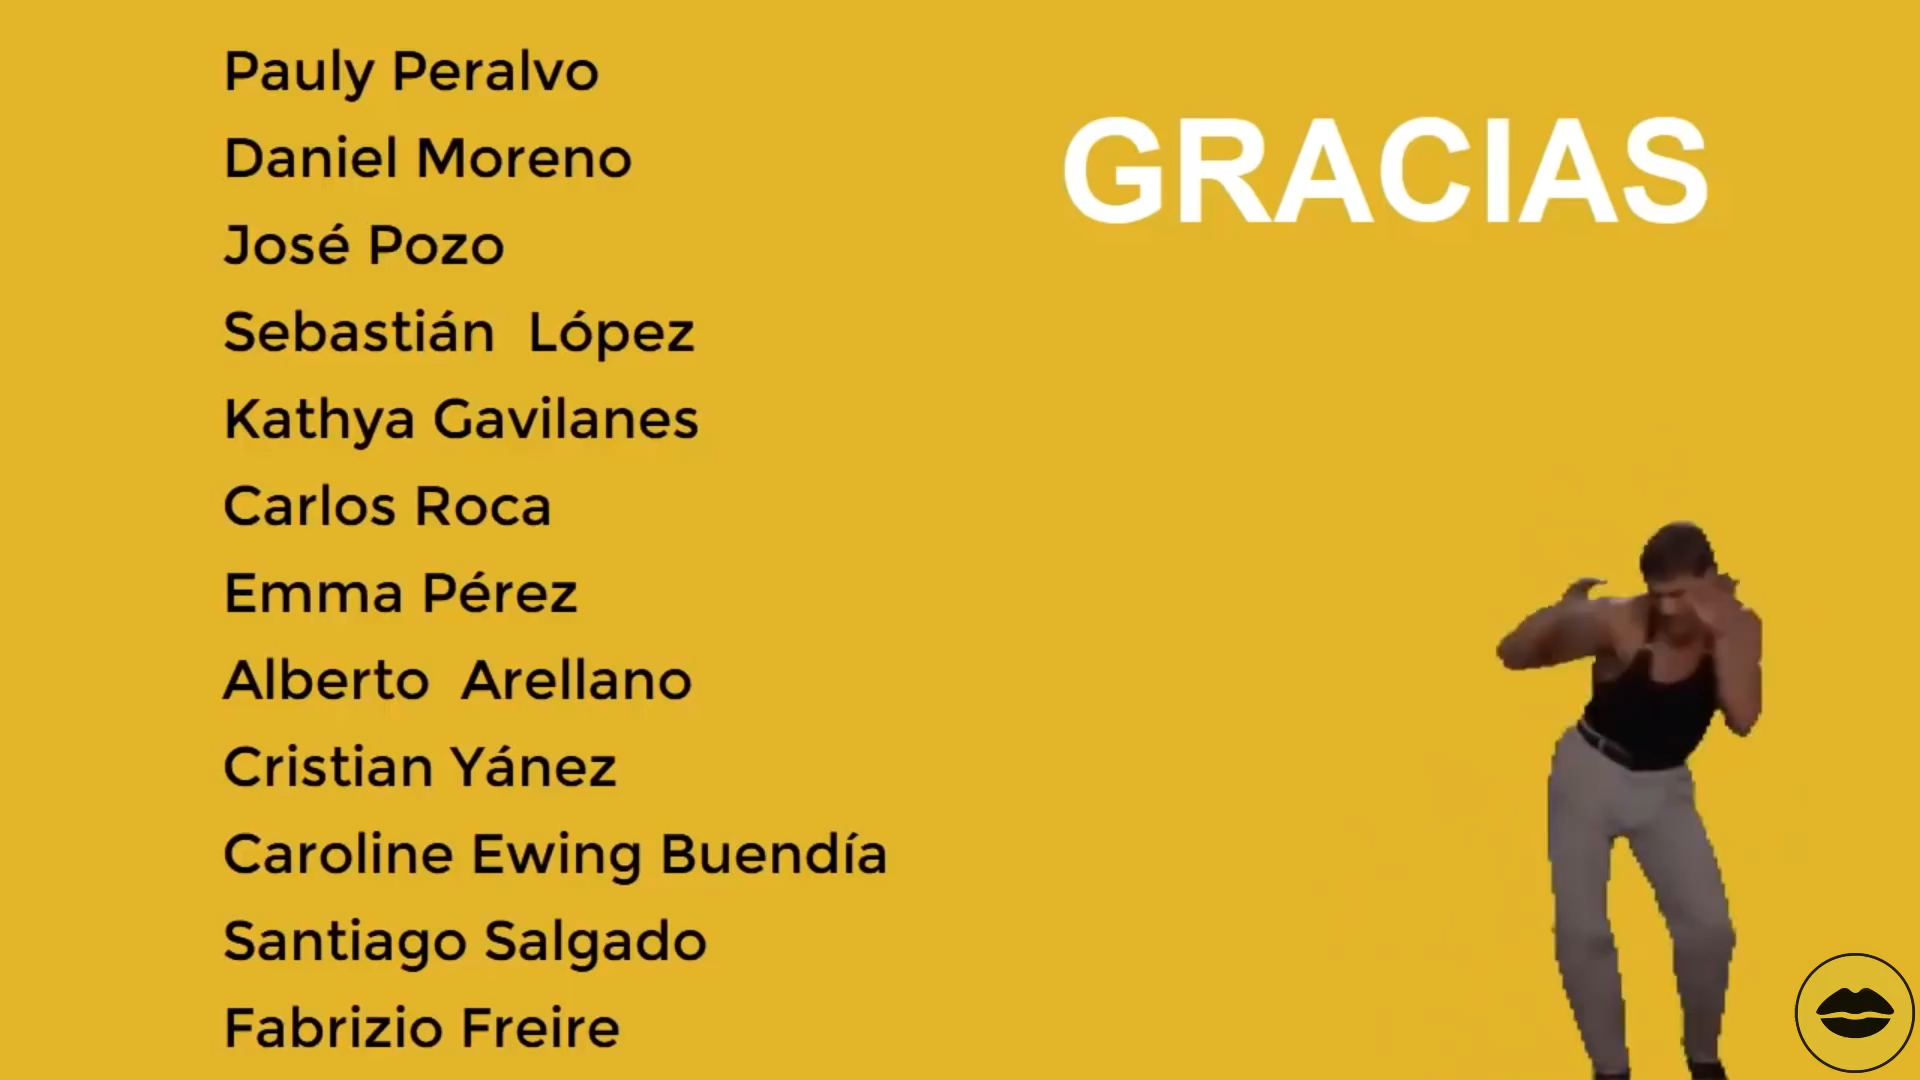 Pauly Peralvo
Daniel Moreno
José Pozo
Sebastián  López
Kathya Gavilanes
Carlos Roca
Emma Pérez
Alberto  Arellano
Cristian Yánez
Caroline Ewing Buendía
Santiago Salgado
Fabrizio Freire
GRACIAS